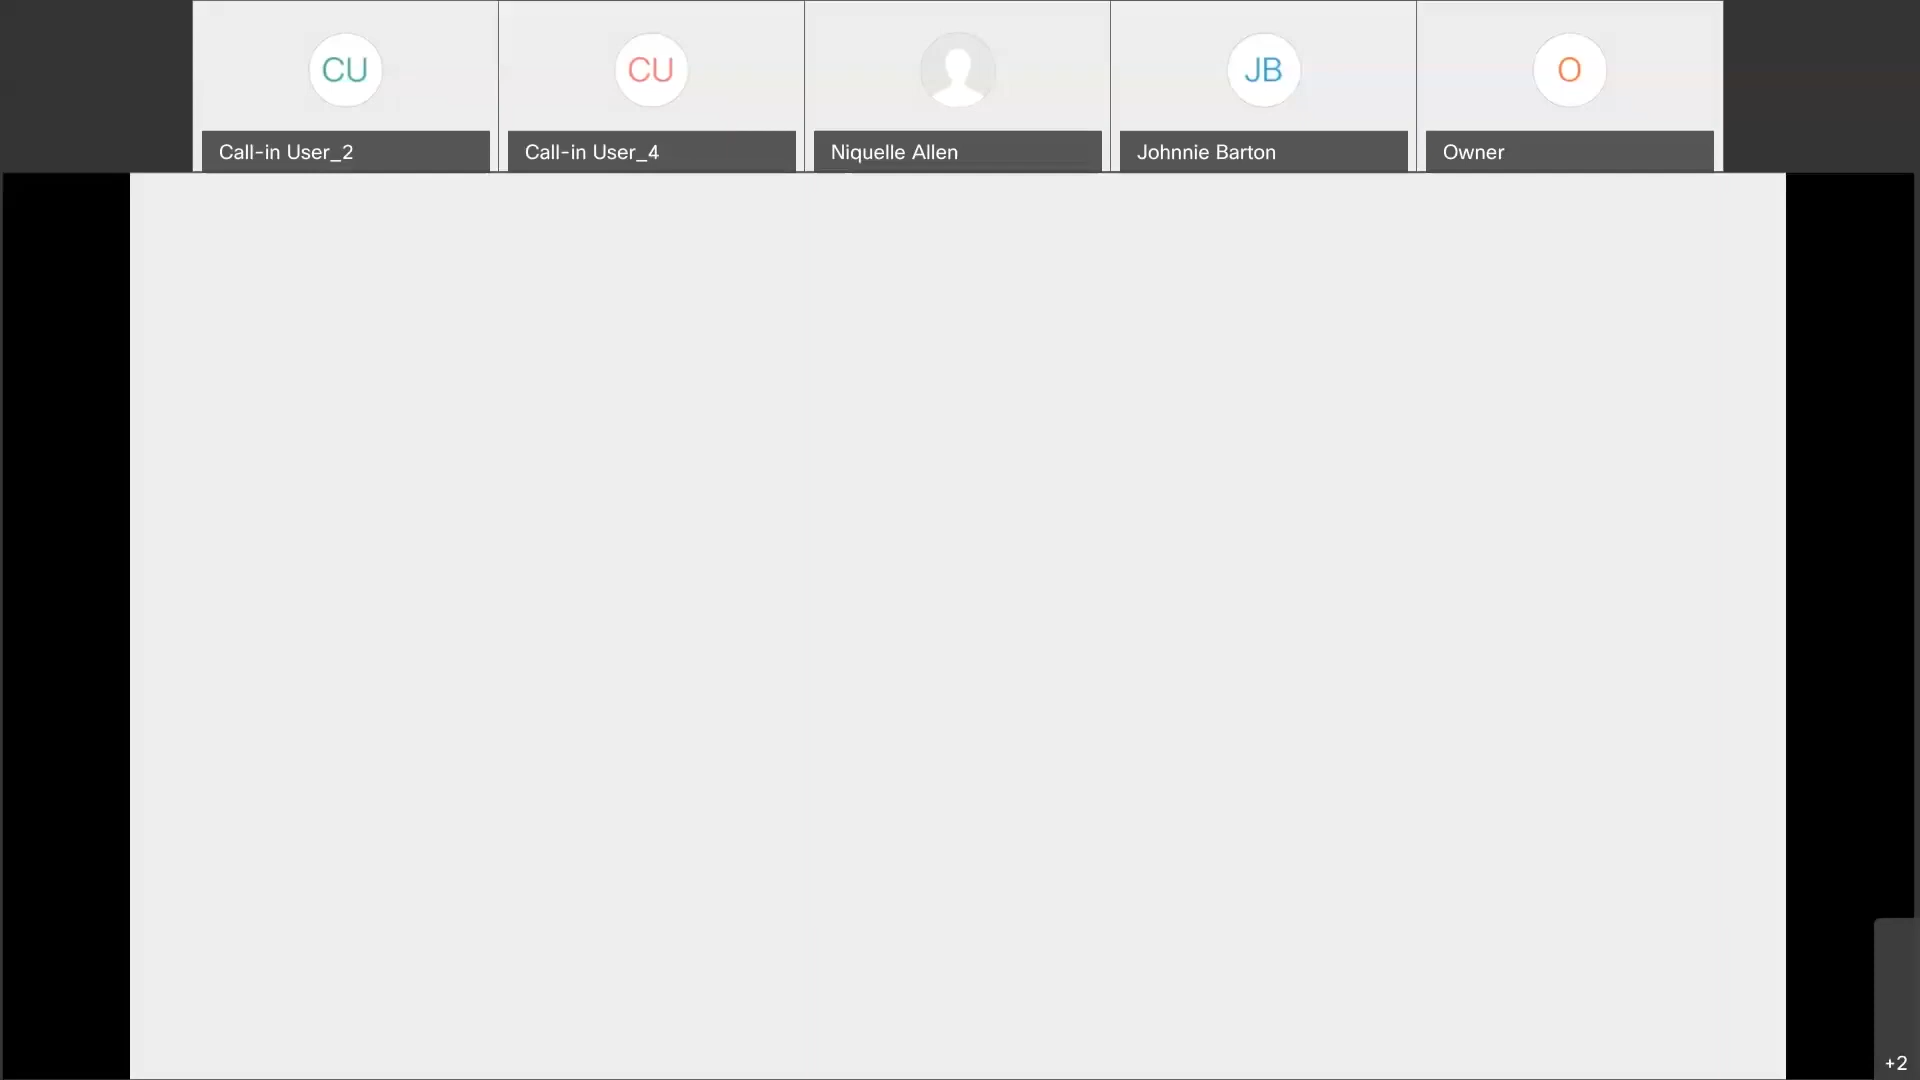 CU CU JB O
Call-in User_2 Call-in User_4 Niquelle Allen Johnnie Barton Owner
+2